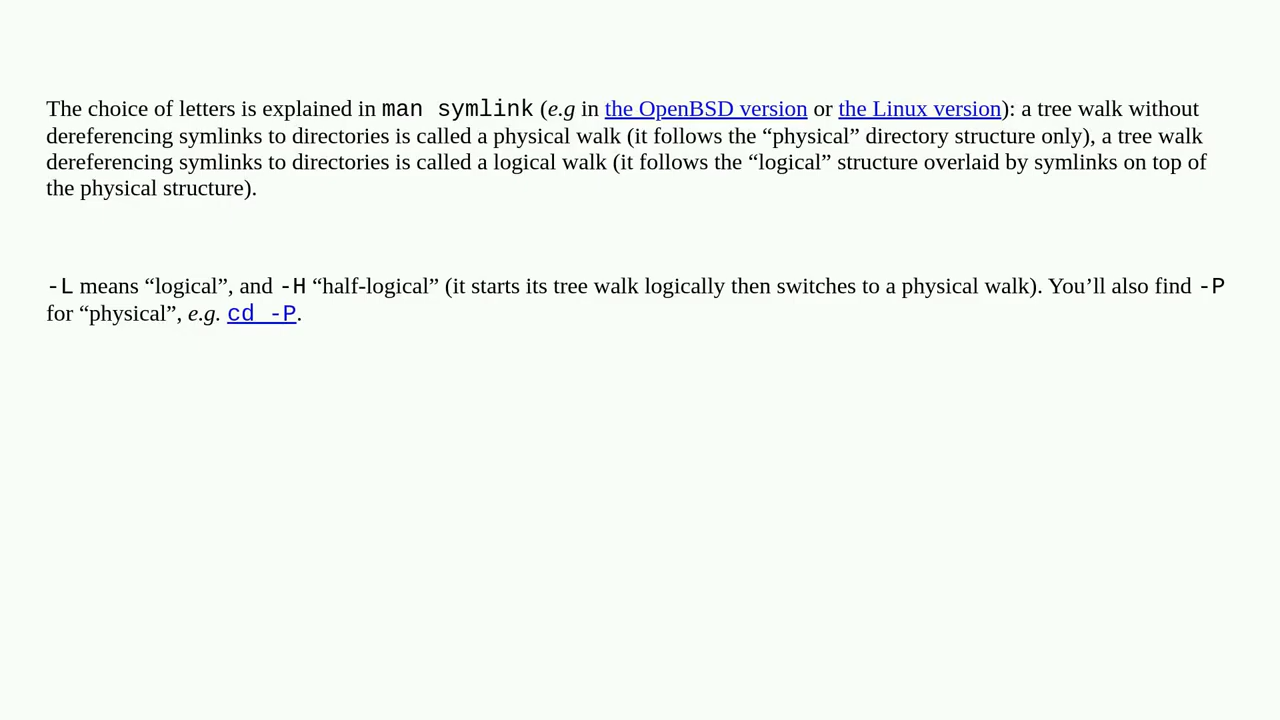 The choice of letters is explained in man symlink (e.g in the OpenBSD version or the Linux version): a tree walk without
dereferencing symlinks to directories is called a physical walk (it follows the “physical” directory structure only), a tree walk
dereferencing symlinks to directories is called a logical walk (it follows the “logical” structure overlaid by symlinks on top of
the physical structure).
-L means “logical”, and -H “half-logical” (it starts its tree walk logically then switches to a physical walk). You’ll also find -P
for “physical”, e.g. cd -P.